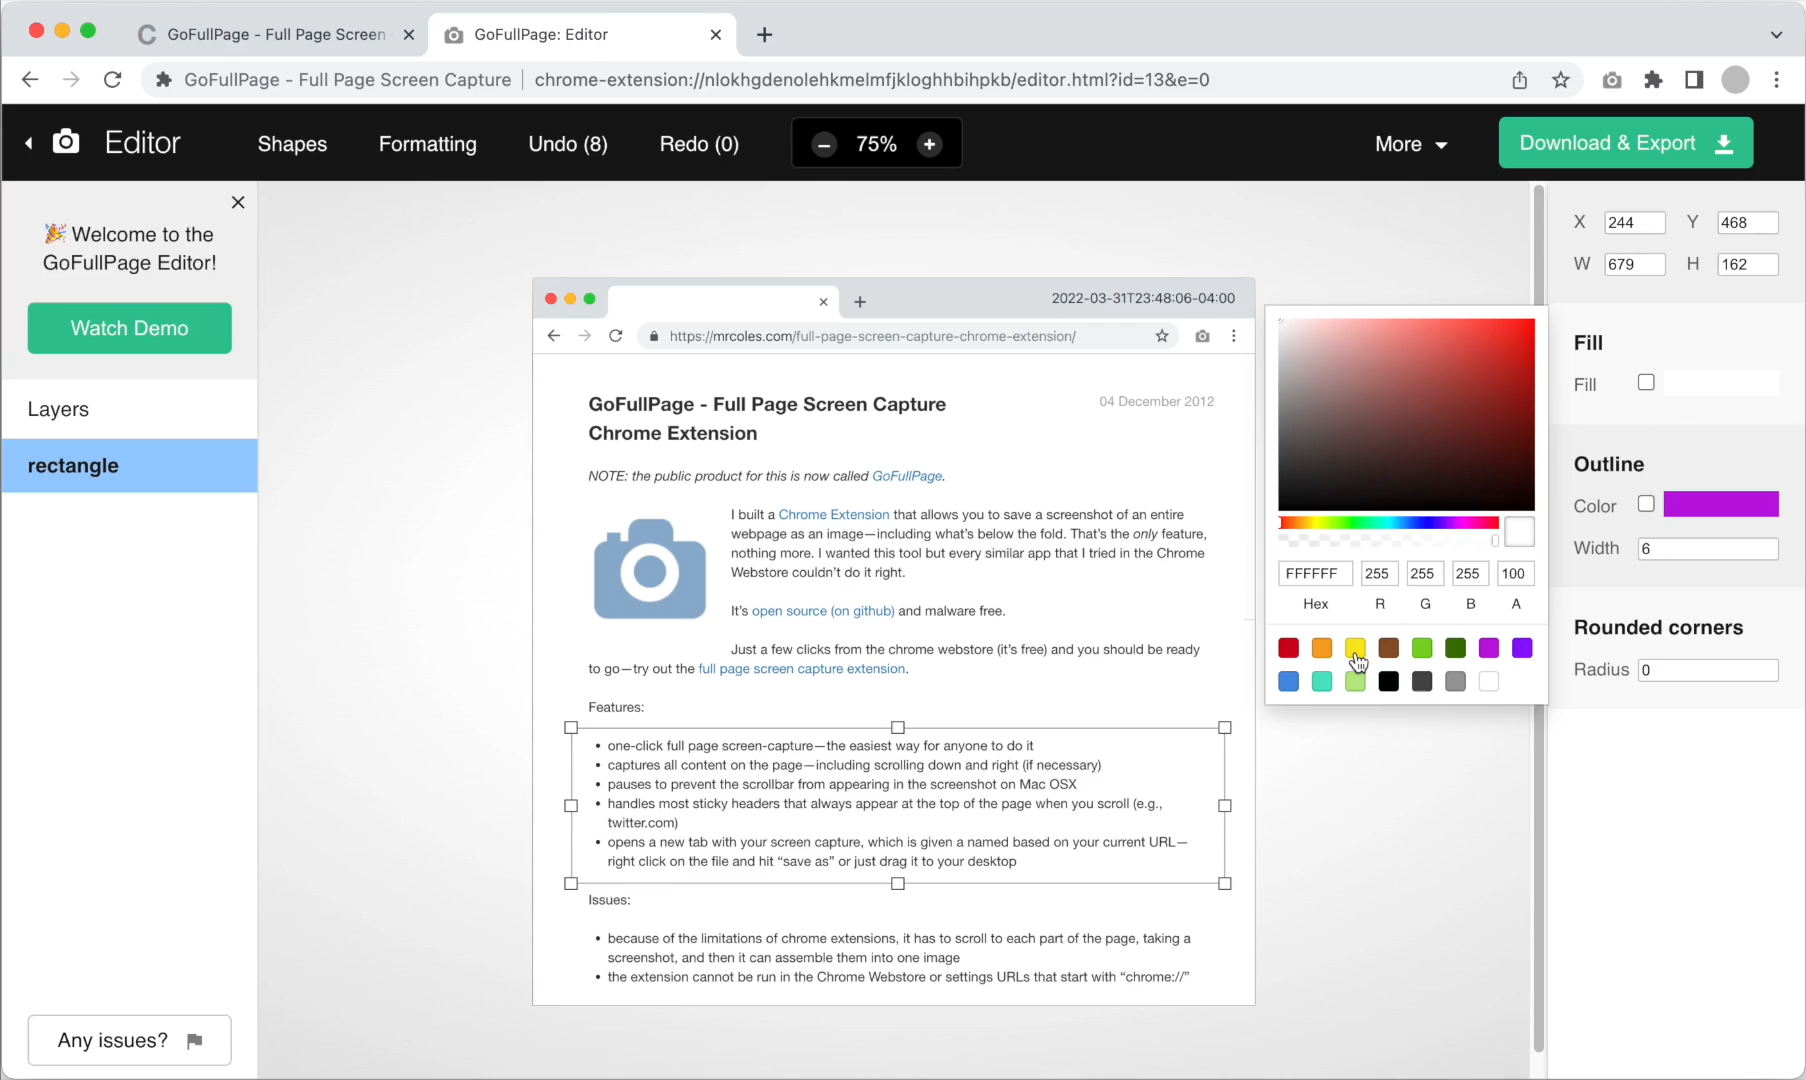 GoFullPage - Full Page Screen
GoFullPage: Editor
GoFullPage - Full Page Screen Capture
chrome-extension://nlokhgdenolehkmelmfjkloghhbihpkb/editor.html?id=13&e=0
Editor
Shapes
Formatting
Undo (8)
Redo (0)
75%
More
Download & Export
Welcome to the
GoFullPage Editor!
Watch Demo
Layers
rectangle
Any issues?
2022-03-31T23:48:06-04:00
https://mrcoles.com/full-page-screen-capture-chrome-extension/
GoFullPage - Full Page Screen Capture
Chrome Extension
04 December 2012
NOTE: the public product for this is now called GoFullPage.
I built a Chrome Extension that allows you to save a screenshot of an entire
webpage as an image—including what's below the fold. That's the only feature,
nothing more. I wanted this tool but every similar app that I tried in the Chrome
Webstore couldn't do it right.
It's open source (on github) and malware free.
Just a few clicks from the chrome webstore (it's free) and you should be ready
to go—try out the full page screen capture extension.
Features:
• one-click full page screen-capture—the easiest way for anyone to do it
• captures all content on the page—including scrolling down and right (if necessary)
• pauses to prevent the scrollbar from appearing in the screenshot on Mac OSX
• handles most sticky headers that always appear at the top of the page when you scroll (e.g.,
twitter.com)
• opens a new tab with your screen capture, which is given a named based on your current URL—
right click on the file and hit “save as” or just drag it to your desktop
Issues:
• because of the limitations of chrome extensions, it has to scroll to each part of the page, taking a
screenshot, and then it can assemble them into one image
• the extension cannot be run in the Chrome Webstore or settings URLs that start with “chrome://”
FFFFFF 255 255 255 100
Hex R G B A
X 244 Y 468
W 679 H 162
Fill
Fill
Outline
Color
Width 6
Rounded corners
Radius 0